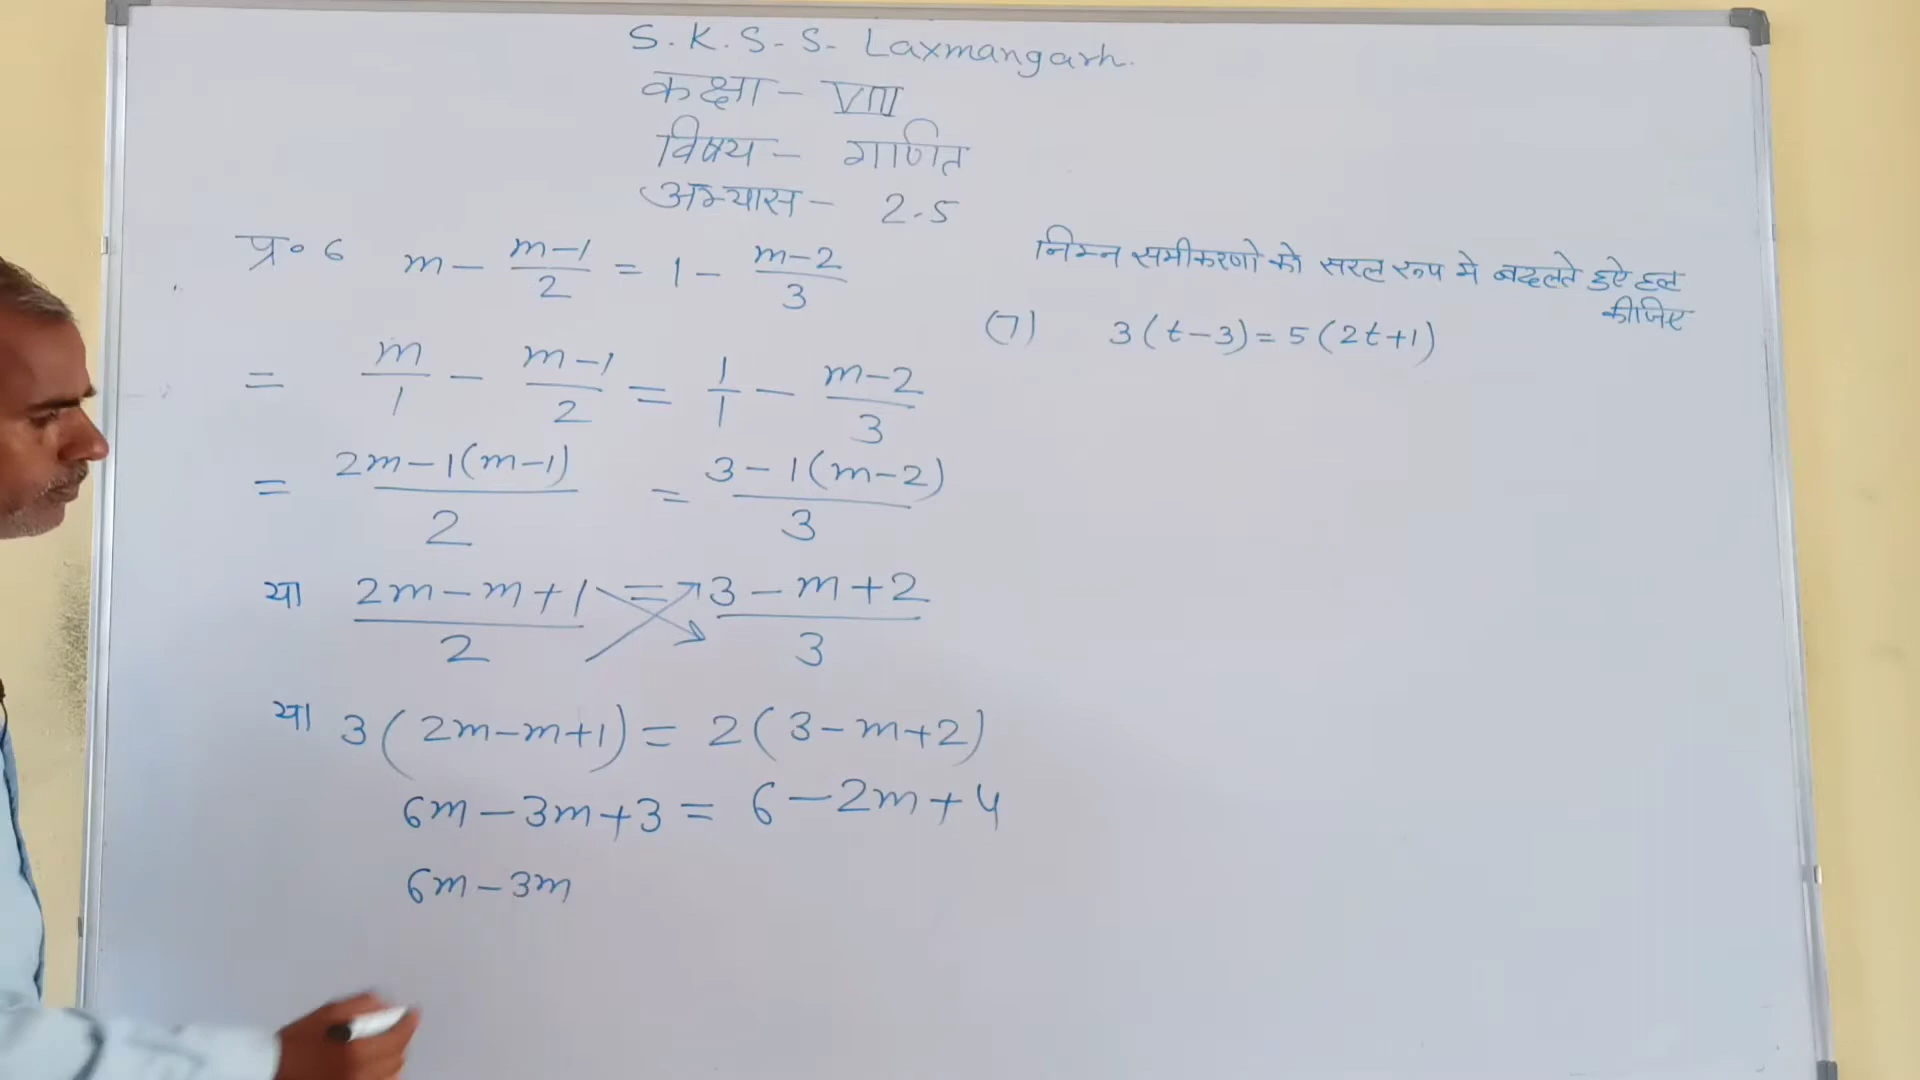 S.K.S.S. Laxmangarh.
कक्षा - VIII
विषय - गणित
अभ्यास - 2.5
प्र० 6 m - (m-1)/2 = 1 - (m-2)/3
= m/1 - (m-1)/2 = 1/1 - (m-2)/3
= (2m-1(m-1))/2 = (3-1(m-2))/3
या (2m-m+1)/2 = (3-m+2)/3
या 3(2m-m+1) = 2(3-m+2)
6m-3m+3 = 6-2m+4
6m-3m
निम्न समीकरणो को सरल रूप मे बदलते हुऐ हल
कीजिए
(7) 3(t-3) = 5(2t+1)